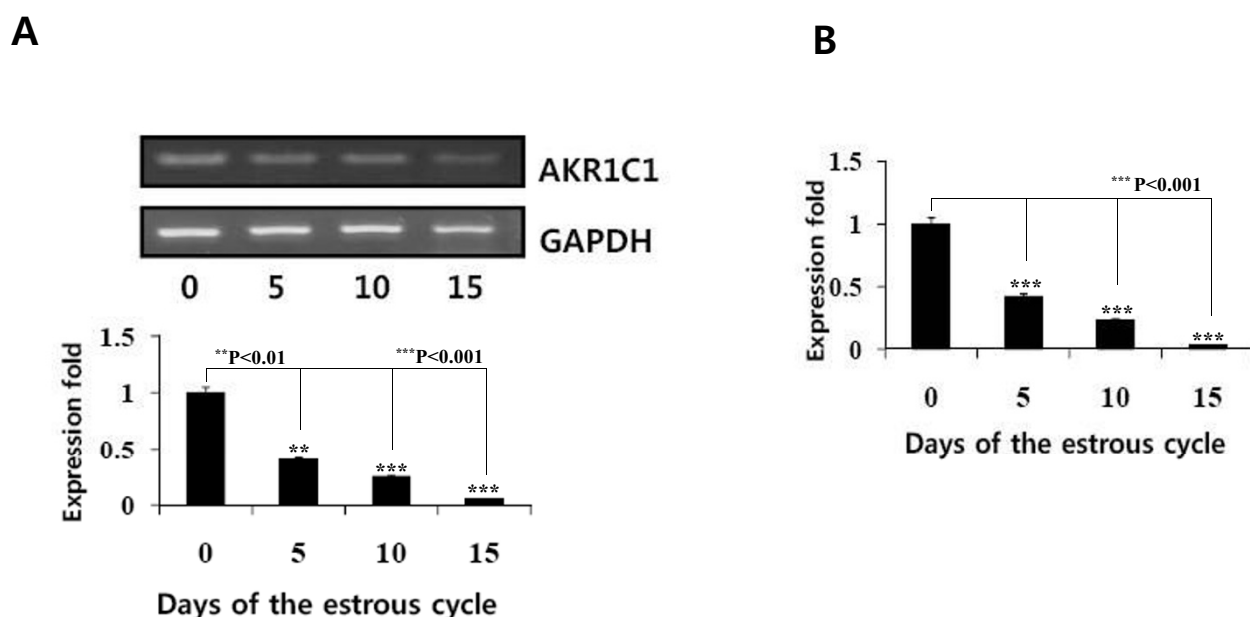 A
AKR1C1
GAPDH
0 5 10 15
1.5
1
0.5
0
Expression fold
**P<0.01
***P<0.001
**
***
***
0 5 10 15
Days of the estrous cycle
B
1.5
1
0.5
0
Expression fold
*** P<0.001
***
***
***
0 5 10 15
Days of the estrous cycle